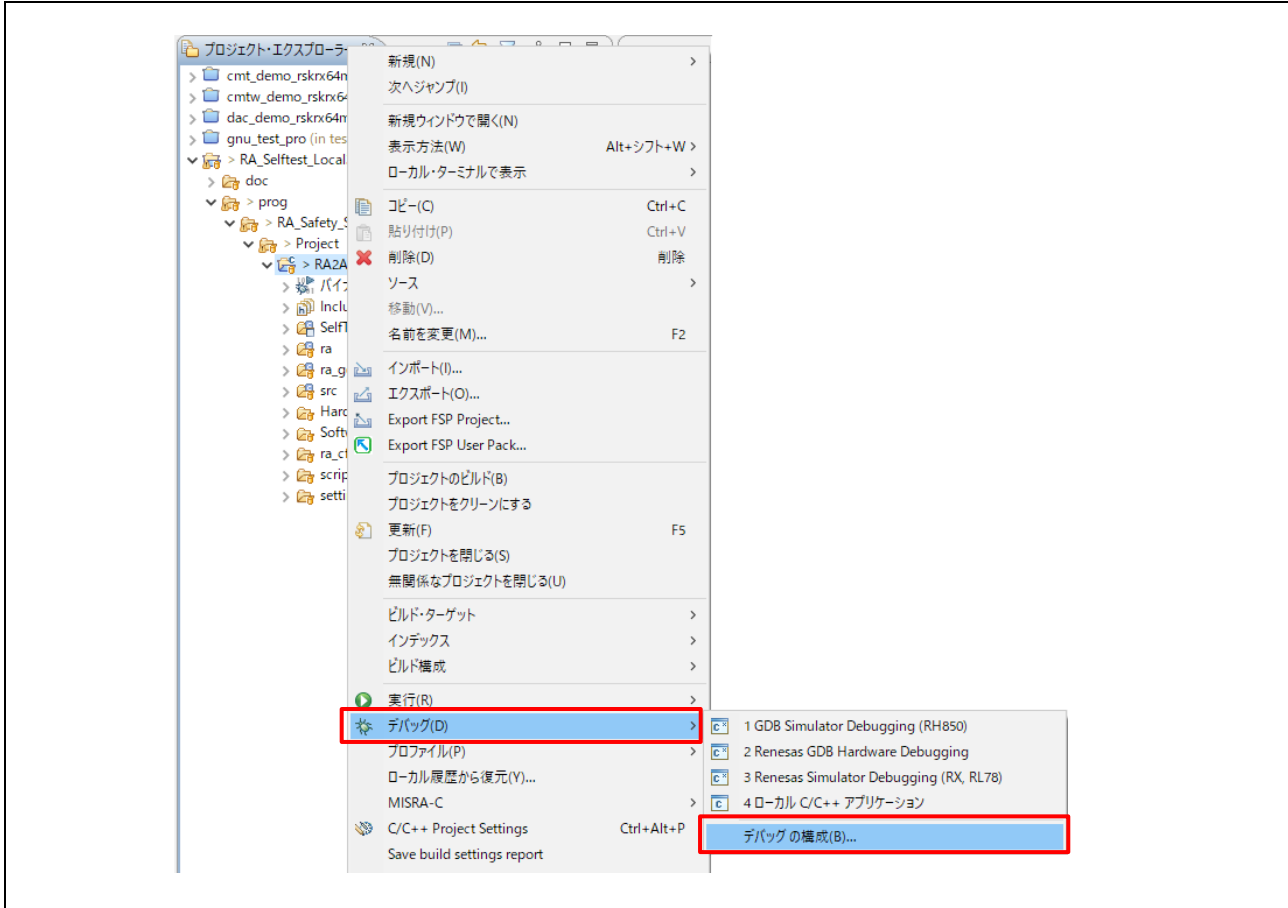 プロジェクト・エクスプローラー
cmt_demo_rskrx64m
cmtw_demo_rskrx64
dac_demo_rskrx64m
gnu_test_pro (in tes
> RA_Selftest_Local
doc
> prog
> RA_Safety_S
> Project
> RA2A
バイナ
Inclu
SelfT
ra
ra_g
src
Hard
Softw
ra_cf
scrip
setti
新規(N) >
次へジャンプ(I)
新規ウィンドウで開く(N)
表示方法(W) Alt+シフト+W >
ローカル・ターミナルで表示 >
コピー(C) Ctrl+C
貼り付け(P) Ctrl+V
削除(D) 削除
ソース >
移動(V)...
名前を変更(M)... F2
インポート(I)...
エクスポート(O)...
Export FSP Project...
Export FSP User Pack...
プロジェクトのビルド(B)
プロジェクトをクリーンにする
更新(F) F5
プロジェクトを閉じる(S)
無関係なプロジェクトを閉じる(U)
ビルド・ターゲット >
インデックス >
ビルド構成 >
実行(R) >
デバッグ(D) >
プロファイル(P) >
ローカル履歴から復元(Y)...
MISRA-C >
C/C++ Project Settings Ctrl+Alt+P
Save build settings report
1 GDB Simulator Debugging (RH850)
2 Renesas GDB Hardware Debugging
3 Renesas Simulator Debugging (RX, RL78)
4 ローカル C/C++ アプリケーション
デバッグ の構成(B)...